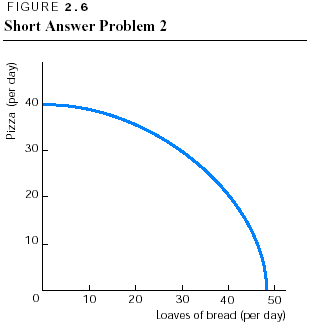 FIGURE 2.6
Short Answer Problem 2
Pizza (per day)
40
30
20
10
0 10 20 30 40 50
Loaves of bread (per day)